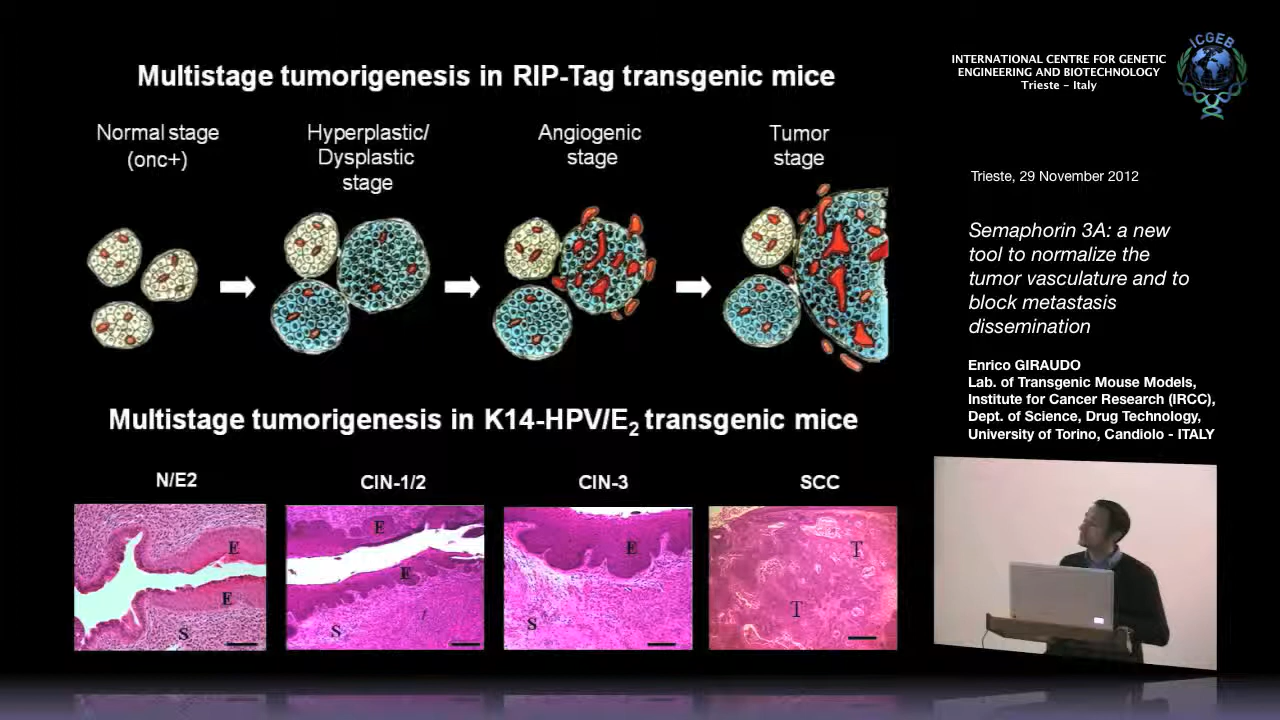 Multistage tumorigenesis in RIP-Tag transgenic mice
Normal stage
(onc+)
Hyperplastic/
Dysplastic
stage
Angiogenic
stage
Tumor
stage
Multistage tumorigenesis in K14-HPV/E2 transgenic mice
N/E2
CIN-1/2
CIN-3
SCC
E
E
S
E
E
S
E
S
T
T
INTERNATIONAL CENTRE FOR GENETIC
ENGINEERING AND BIOTECHNOLOGY
Trieste - Italy
ICGEB
Trieste, 29 November 2012
Semaphorin 3A: a new
tool to normalize the
tumor vasculature and to
block metastasis
dissemination
Enrico GIRAUDO
Lab. of Transgenic Mouse Models,
Institute for Cancer Research (IRCC),
Dept. of Science, Drug Technology,
University of Torino, Candiolo - ITALY